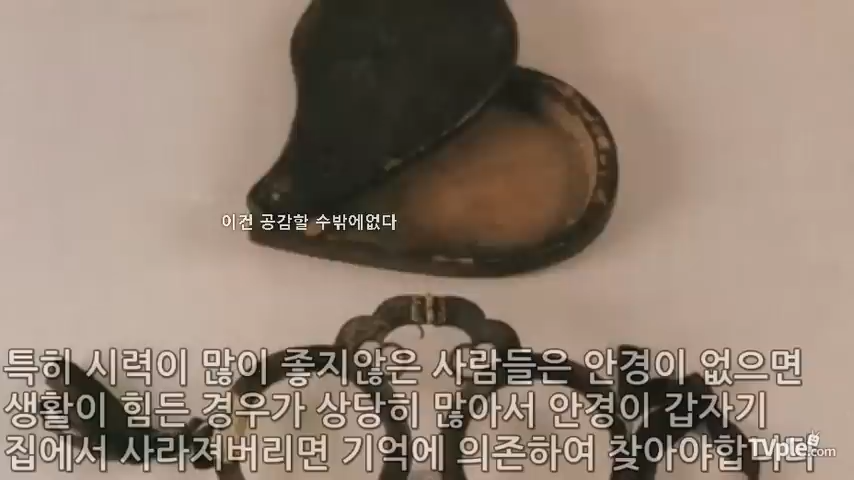 이건 공감할 수밖에없다
특히 시력이 많이 좋지않은 사람들은 안경이 없으면
생활이 힘든 경우가 상당히 많아서 안경이 갑자기
집에서 사라져버리면 기억에 의존하여 찾아야합니다
TVple.com